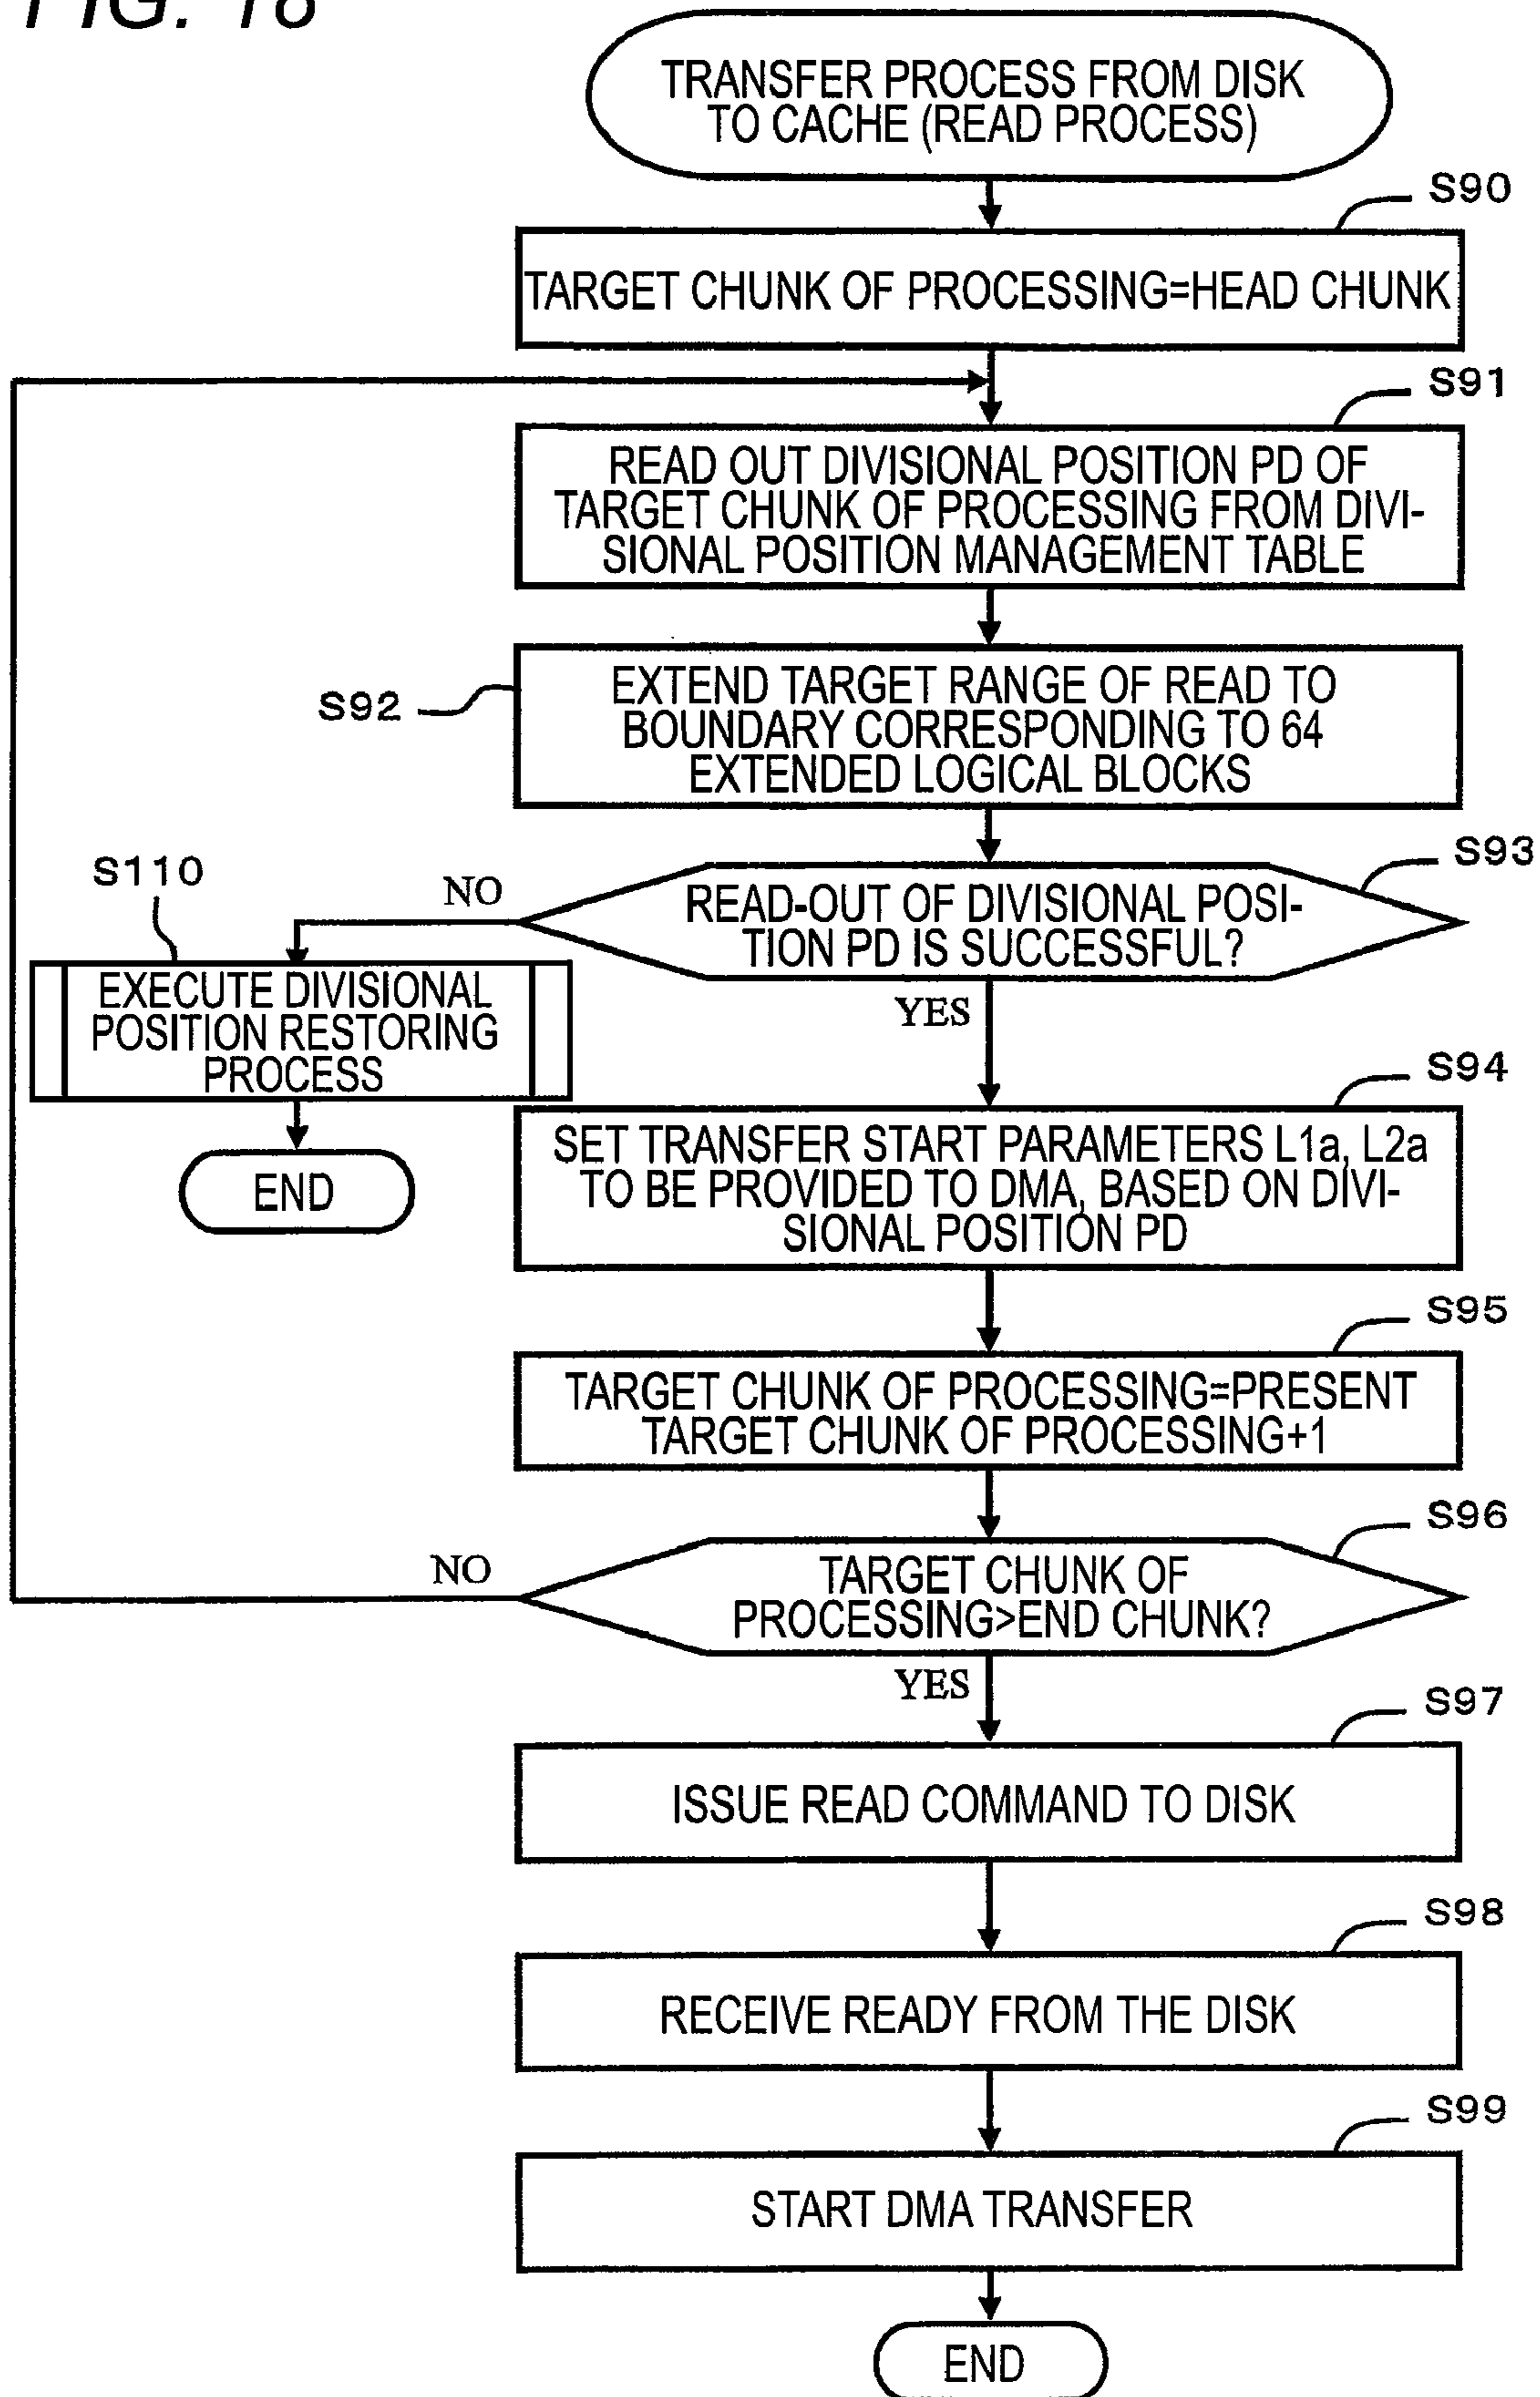 FIG. 18
TRANSFER PROCESS FROM DISK
TO CACHE (READ PROCESS)
S90
TARGET CHUNK OF PROCESSING=HEAD CHUNK
S91
READ OUT DIVISIONAL POSITION PD OF
TARGET CHUNK OF PROCESSING FROM DIVI-
SIONAL POSITION MANAGEMENT TABLE
S92
EXTEND TARGET RANGE OF READ TO
BOUNDARY CORRESPONDING TO 64
EXTENDED LOGICAL BLOCKS
S93
READ-OUT OF DIVISIONAL POSI-
TION PD IS SUCCESSFUL?
NO
S110
EXECUTE DIVISIONAL
POSITION RESTORING
PROCESS
END
YES
S94
SET TRANSFER START PARAMETERS L1a, L2a
TO BE PROVIDED TO DMA, BASED ON DIVI-
SIONAL POSITION PD
S95
TARGET CHUNK OF PROCESSING=PRESENT
TARGET CHUNK OF PROCESSING+1
S96
NO
TARGET CHUNK OF
PROCESSING>END CHUNK?
YES
S97
ISSUE READ COMMAND TO DISK
S98
RECEIVE READY FROM THE DISK
S99
START DMA TRANSFER
END